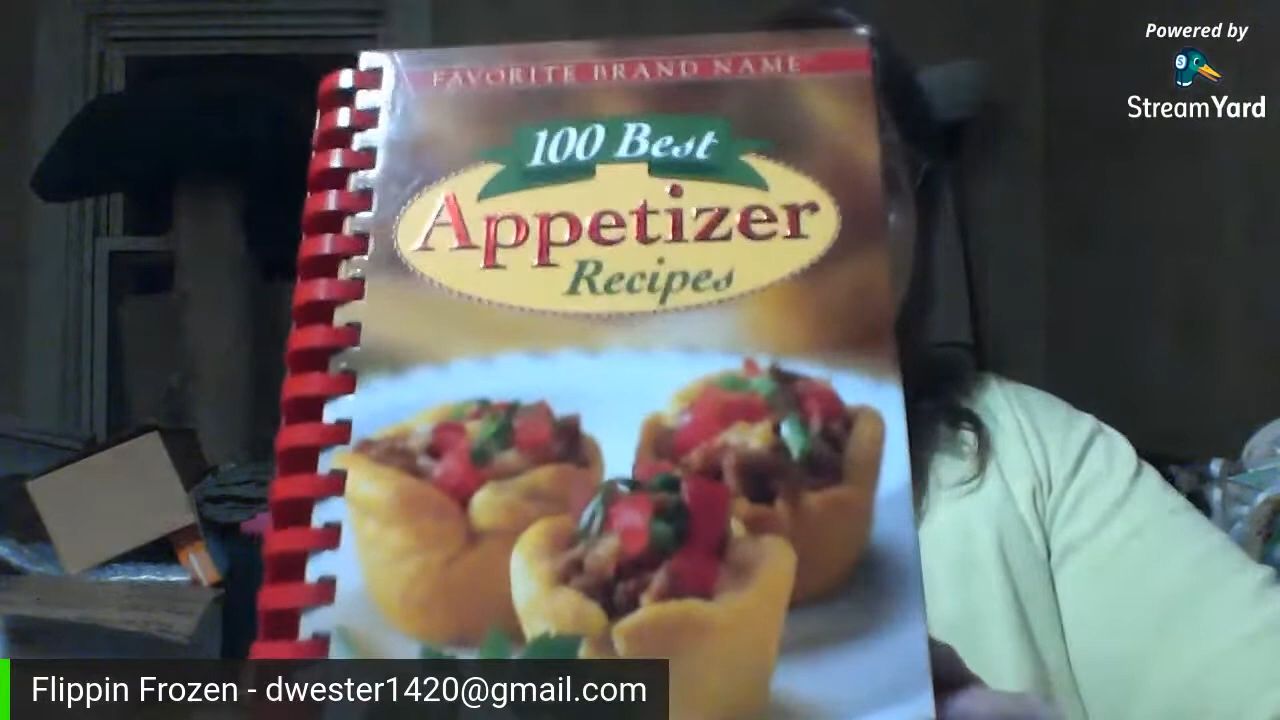 Powered by
StreamYard
FAVORITE BRAND NAME
100 Best
Appetizer
Recipes
Flippin Frozen - dwester1420@gmail.com